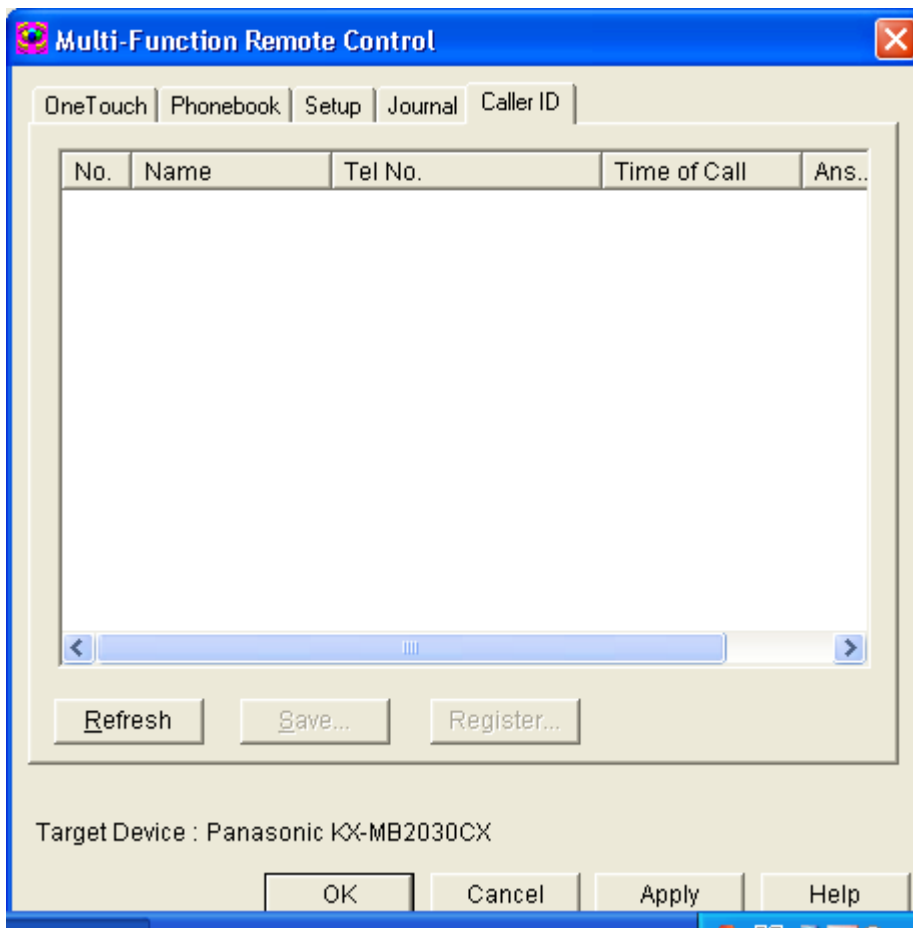 Multi-Function Remote Control
OneTouch Phonebook Setup Journal Caller ID
No. Name Tel No. Time of Call Ans..
Refresh Save... Register...
Target Device : Panasonic KX-MB2030CX
OK Cancel Apply Help